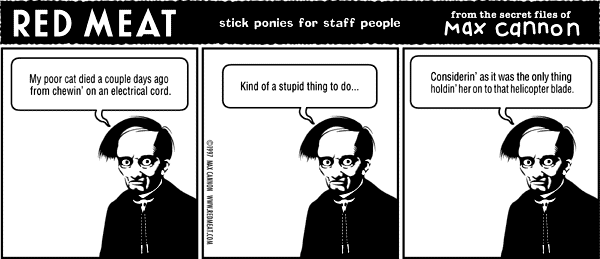 RED MEAT
stick ponies for staff people
from the secret files of
Max cannon
My poor cat died a couple days ago
from chewin' on an electrical cord.
Kind of a stupid thing to do...
©1997 MAX CANNON WWW.REDMEAT.COM
Considerin' as it was the only thing
holdin' her on to that helicopter blade.